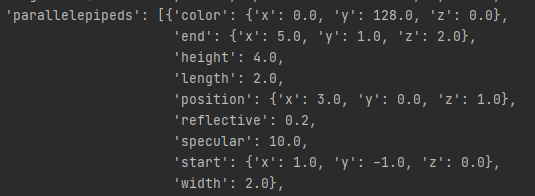 'parallelepipeds': [{'color': {'x': 0.0, 'y': 128.0, 'z': 0.0},
'end': {'x': 5.0, 'y': 1.0, 'z': 2.0},
'height': 4.0,
'length': 2.0,
'position': {'x': 3.0, 'y': 0.0, 'z': 1.0},
'reflective': 0.2,
'specular': 10.0,
'start': {'x': 1.0, 'y': -1.0, 'z': 0.0},
'width': 2.0},